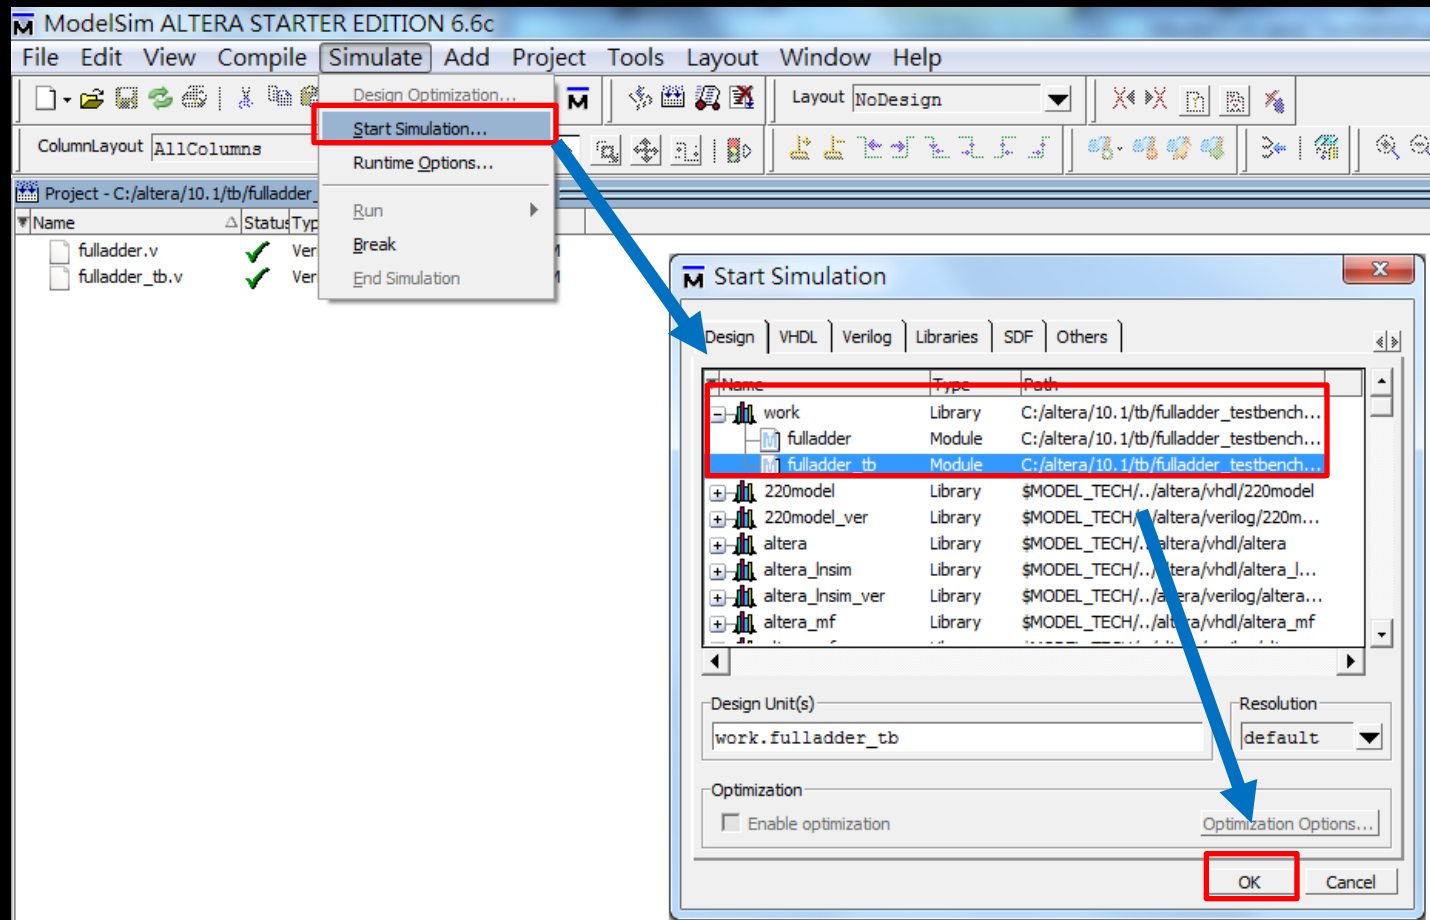 ModelSim ALTERA STARTER EDITION 6.6c
File Edit View Compile Simulate Add Project Tools Layout Window Help
Design Optimization...
Start Simulation...
Runtime Options...
Run
Break
End Simulation
Layout NoDesign
ColumnLayout AllColumns
Project - C:/altera/10.1/tb/fulladder_
Name Status Typ
fulladder.v Ver
fulladder_tb.v Ver
Start Simulation
Design VHDL Verilog Libraries SDF Others
Name Type Path
work Library C:/altera/10.1/tb/fulladder_testbench...
fulladder Module C:/altera/10.1/tb/fulladder_testbench...
fulladder_tb Module C:/altera/10.1/tb/fulladder_testbench...
220model Library $MODEL_TECH/../altera/vhdl/220model
220model_ver Library $MODEL_TECH/../altera/verilog/220m...
altera Library $MODEL_TECH/../altera/vhdl/altera
altera_lnsim Library $MODEL_TECH/../altera/vhdl/altera_l...
altera_lnsim_ver Library $MODEL_TECH/../altera/verilog/altera...
altera_mf Library $MODEL_TECH/../altera/vhdl/altera_mf
Design Unit(s)
work.fulladder_tb
Resolution
default
Optimization
Enable optimization
Optimization Options...
OK Cancel